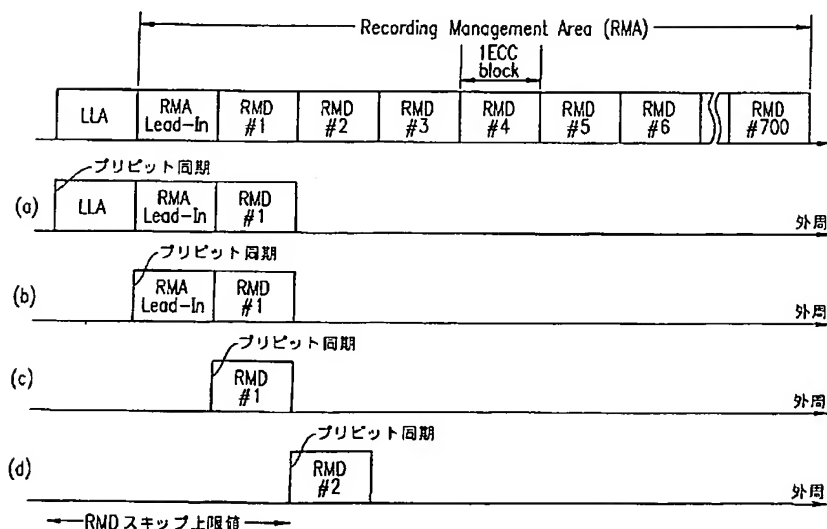 Recording Management Area (RMA)
1ECC
block
LLA
RMA
Lead-In
RMD
#1
RMD
#2
RMD
#3
RMD
#4
RMD
#5
RMD
#6
RMD
#700
プリピット同期
(a)
LLA
RMA
Lead-In
RMD
#1
外周
プリピット同期
(b)
RMA
Lead-In
RMD
#1
外周
プリピット同期
(c)
RMD
#1
外周
プリピット同期
(d)
RMD
#2
外周
RMDスキップ上限値